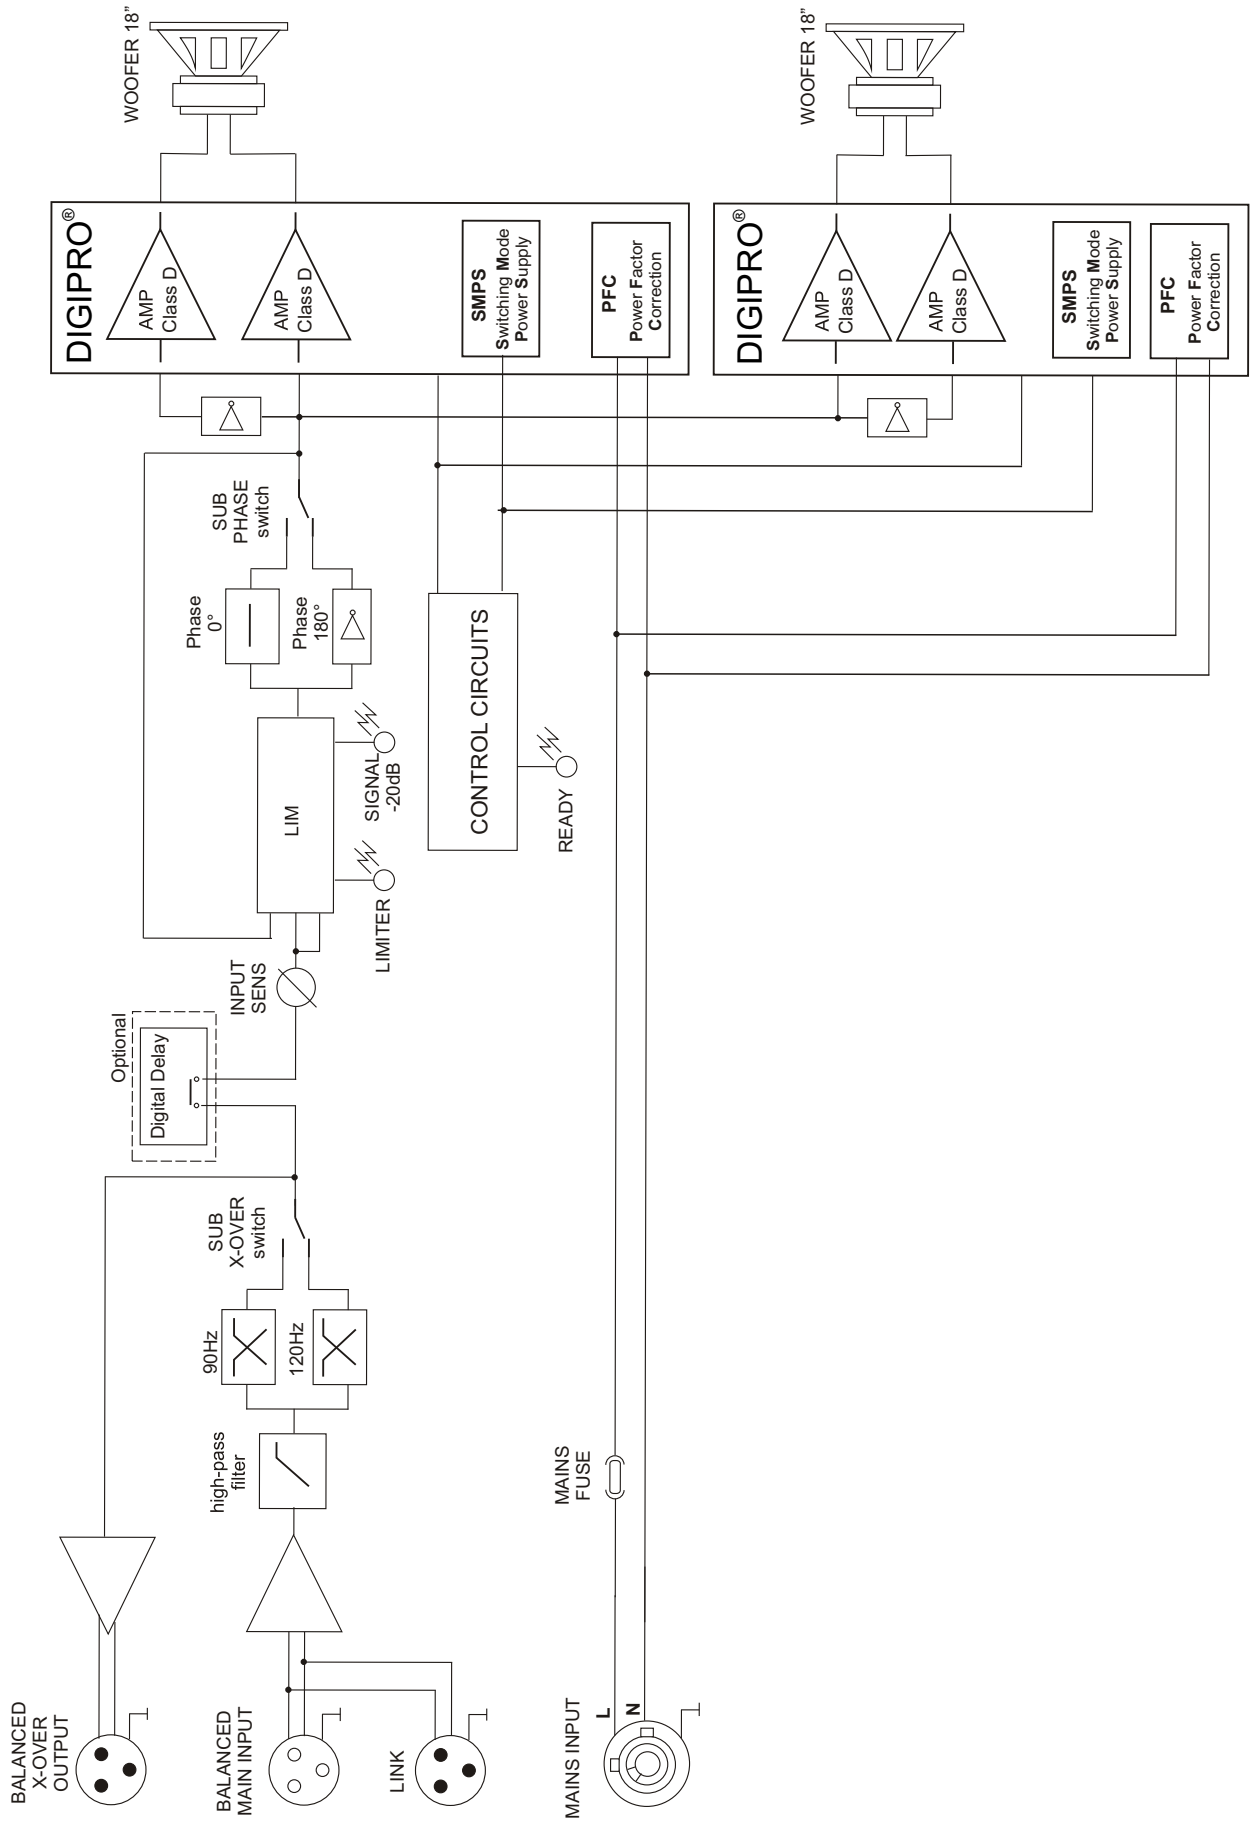 BALANCED
X-OVER
OUTPUT
BALANCED
MAIN INPUT
LINK
MAINS INPUT
L
N
MAINS
FUSE
high-pass
filter
90Hz
120Hz
SUB
X-OVER
switch
Optional
Digital Delay
INPUT
SENS
LIM
LIMITER
SIGNAL
-20dB
Phase
0°
Phase
180°
SUB
PHASE
switch
CONTROL CIRCUITS
READY
DIGIPRO®
AMP
Class D
AMP
Class D
SMPS
Switching Mode
Power Supply
PFC
Power Factor
Correction
WOOFER 18”
DIGIPRO®
AMP
Class D
AMP
Class D
SMPS
Switching Mode
Power Supply
PFC
Power Factor
Correction
WOOFER 18”